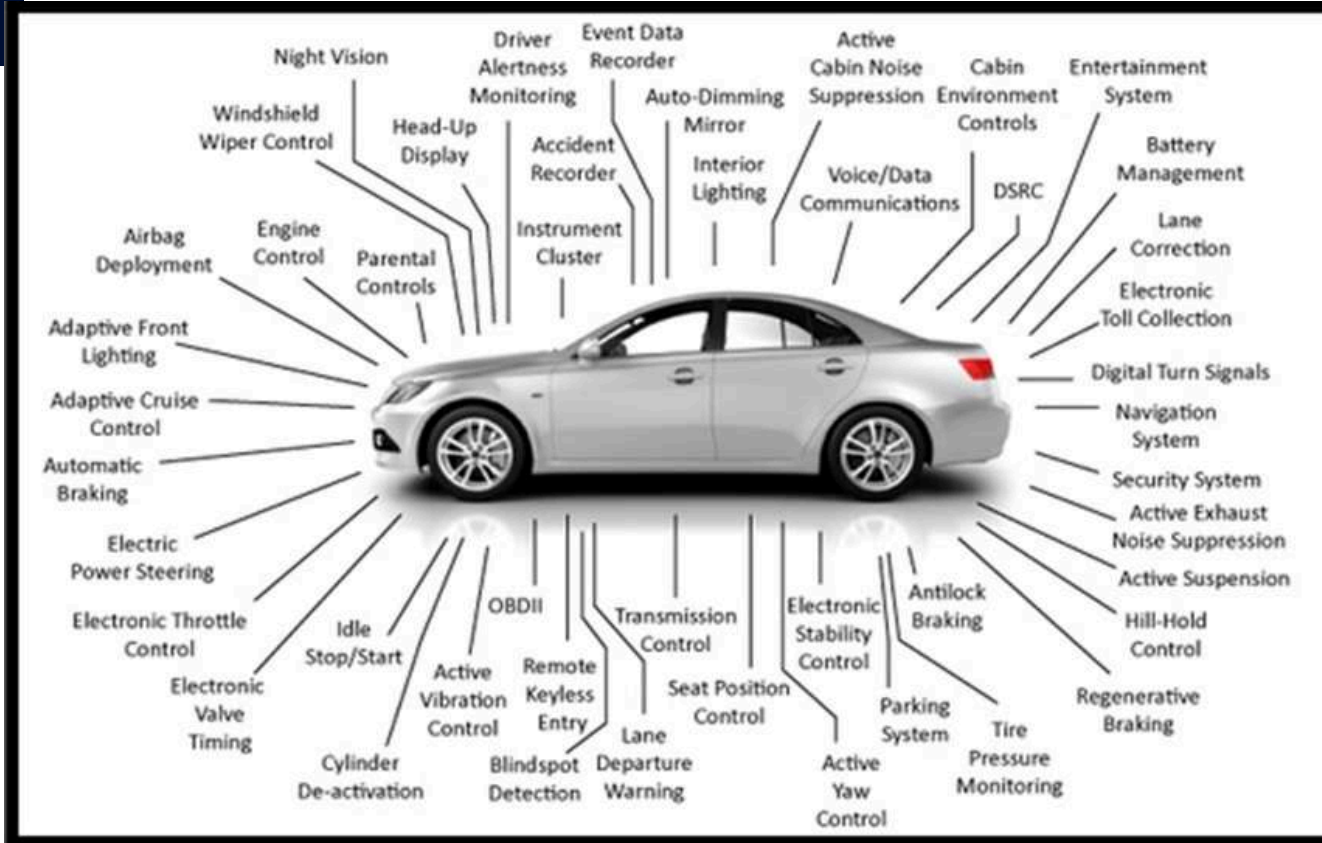 Night Vision
Driver
Alertness
Monitoring
Event Data
Recorder
Active
Cabin Noise
Suppression
Cabin
Environment
Controls
Entertainment
System
Windshield
Wiper Control
Head-Up
Display
Accident
Recorder
Auto-Dimming
Mirror
Interior
Lighting
Voice/Data
Communications
DSRC
Battery
Management
Airbag
Deployment
Engine
Control
Parental
Controls
Instrument
Cluster
Lane
Correction
Electronic
Toll Collection
Adaptive Front
Lighting
Digital Turn Signals
Adaptive Cruise
Control
Navigation
System
Automatic
Braking
Security System
Active Exhaust
Noise Suppression
Electric
Power Steering
Active Suspension
Electronic Throttle
Control
Idle
Stop/Start
OBDII
Transmission
Control
Electronic
Stability
Control
Antilock
Braking
Hill-Hold
Control
Electronic
Valve
Timing
Active
Vibration
Control
Remote
Keyless
Entry
Seat Position
Control
Parking
System
Regenerative
Braking
Cylinder
De-activation
Blindspot
Detection
Lane
Departure
Warning
Active
Yaw
Control
Tire
Pressure
Monitoring